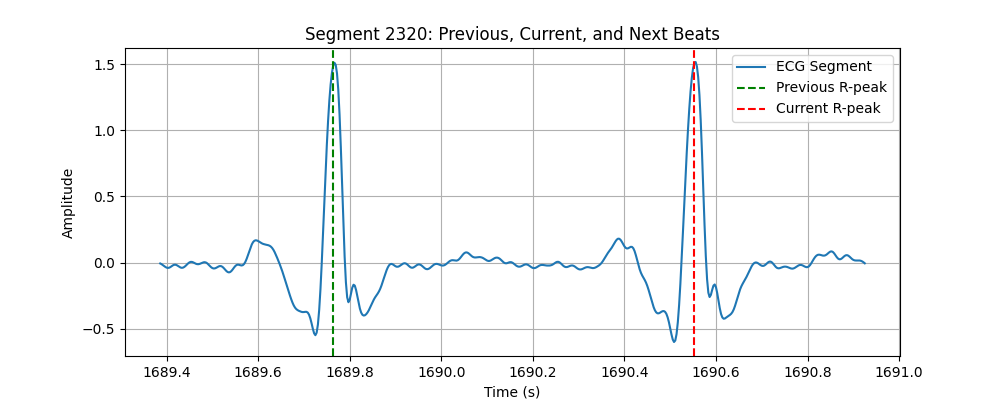 Segment 2320: Previous, Current, and Next Beats
ECG Segment
Previous R-peak
Current R-peak
Amplitude
1.5
1.0
0.5
0.0
−0.5
1689.4 1689.6 1689.8 1690.0 1690.2 1690.4 1690.6 1690.8 1691.0
Time (s)